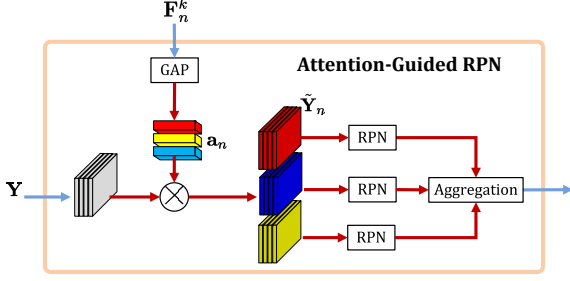 F_n^k
GAP
Attention-Guided RPN
a_n
Ỹ_n
RPN
Y
RPN
Aggregation
RPN